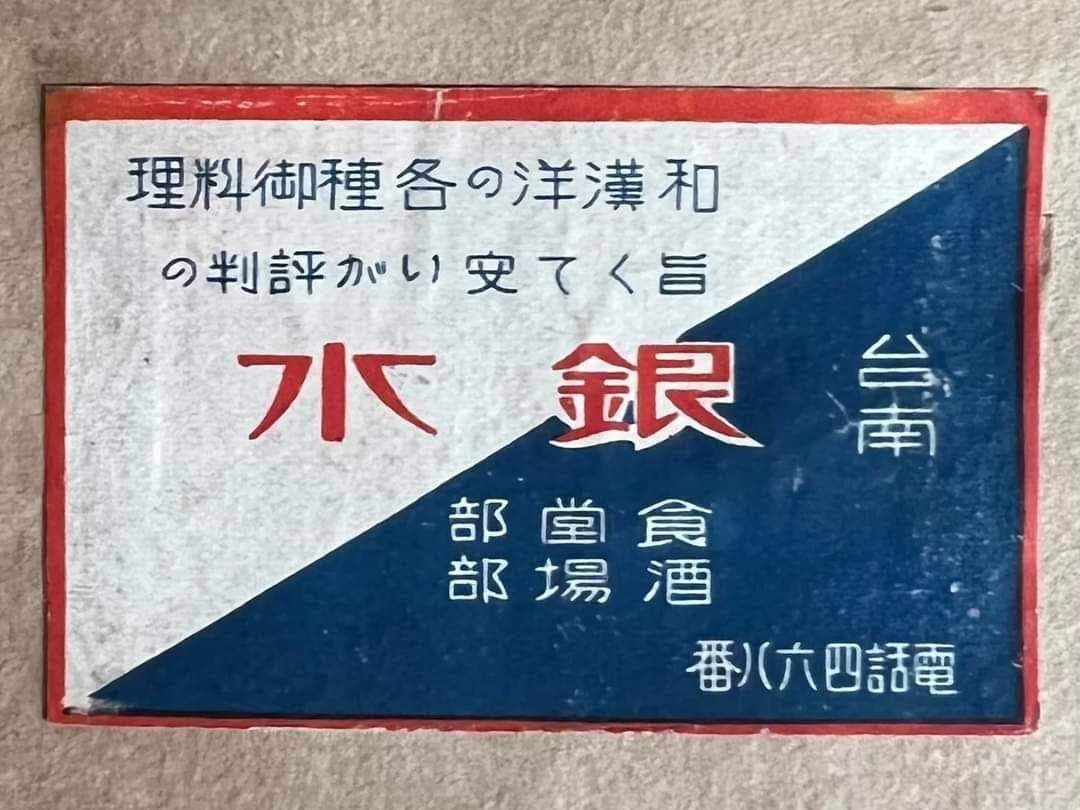 和漢洋の各種御料理
旨くて安いが評判の
台南
銀水
食堂部
酒場部
電話四六八番